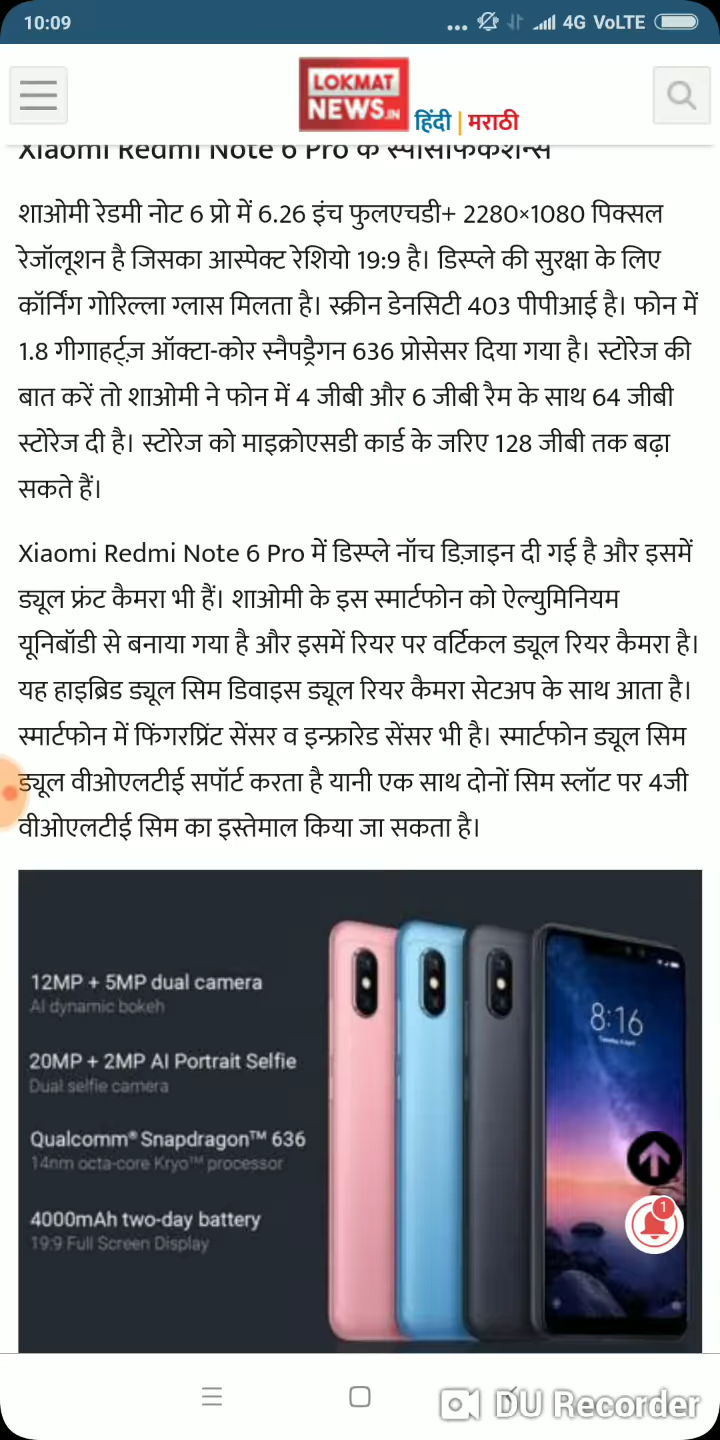 10:09
4G VoLTE
LOKMAT
NEWS.IN
हिंदी | मराठी
Xiaomi Redmi Note 6 Pro के स्पेसिफिकेशन्स
शाओमी रेडमी नोट 6 प्रो में 6.26 इंच फुलएचडी+ 2280×1080 पिक्सल
रेजॉलूशन है जिसका आस्पेक्ट रेशियो 19:9 है। डिस्प्ले की सुरक्षा के लिए
कॉर्निंग गोरिल्ला ग्लास मिलता है। स्क्रीन डेनसिटी 403 पीपीआई है। फोन में
1.8 गीगाहर्ट्ज़ ऑक्टा-कोर स्नैपड्रैगन 636 प्रोसेसर दिया गया है। स्टोरेज की
बात करें तो शाओमी ने फोन में 4 जीबी और 6 जीबी रैम के साथ 64 जीबी
स्टोरेज दी है। स्टोरेज को माइक्रोएसडी कार्ड के जरिए 128 जीबी तक बढ़ा
सकते हैं।
Xiaomi Redmi Note 6 Pro में डिस्प्ले नॉच डिज़ाइन दी गई है और इसमें
ड्यूल फ्रंट कैमरा भी हैं। शाओमी के इस स्मार्टफोन को ऐल्युमिनियम
यूनिबॉडी से बनाया गया है और इसमें रियर पर वर्टिकल ड्यूल रियर कैमरा है।
यह हाइब्रिड ड्यूल सिम डिवाइस ड्यूल रियर कैमरा सेटअप के साथ आता है।
स्मार्टफोन में फिंगरप्रिंट सेंसर व इन्फ्रारेड सेंसर भी है। स्मार्टफोन ड्यूल सिम
ड्यूल वीओएलटीई सपॉर्ट करता है यानी एक साथ दोनों सिम स्लॉट पर 4जी
वीओएलटीई सिम का इस्तेमाल किया जा सकता है।
12MP + 5MP dual camera
AI dynamic bokeh
20MP + 2MP AI Portrait Selfie
Dual selfie camera
Qualcomm® Snapdragon™ 636
14nm octa-core Kryo™ processor
4000mAh two-day battery
19:9 Full Screen Display
8:16
1
DU Recorder